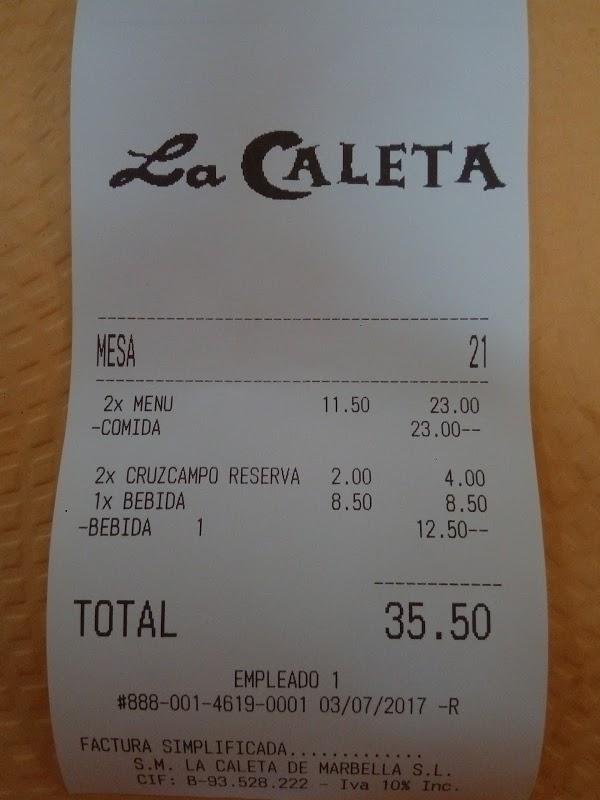 La CALETA
MESA 21
2x MENU 11.50 23.00
-COMIDA 23.00--
2x CRUZCAMPO RESERVA 2.00 4.00
1x BEBIDA 8.50 8.50
-BEBIDA 1 12.50--
TOTAL 35.50
EMPLEADO 1
#888-001-4619-0001 03/07/2017 -R
FACTURA SIMPLIFICADA.............
S.M. LA CALETA DE MARBELLA S.L.
CIF: B-93.528.222 - Iva 10% Inc.